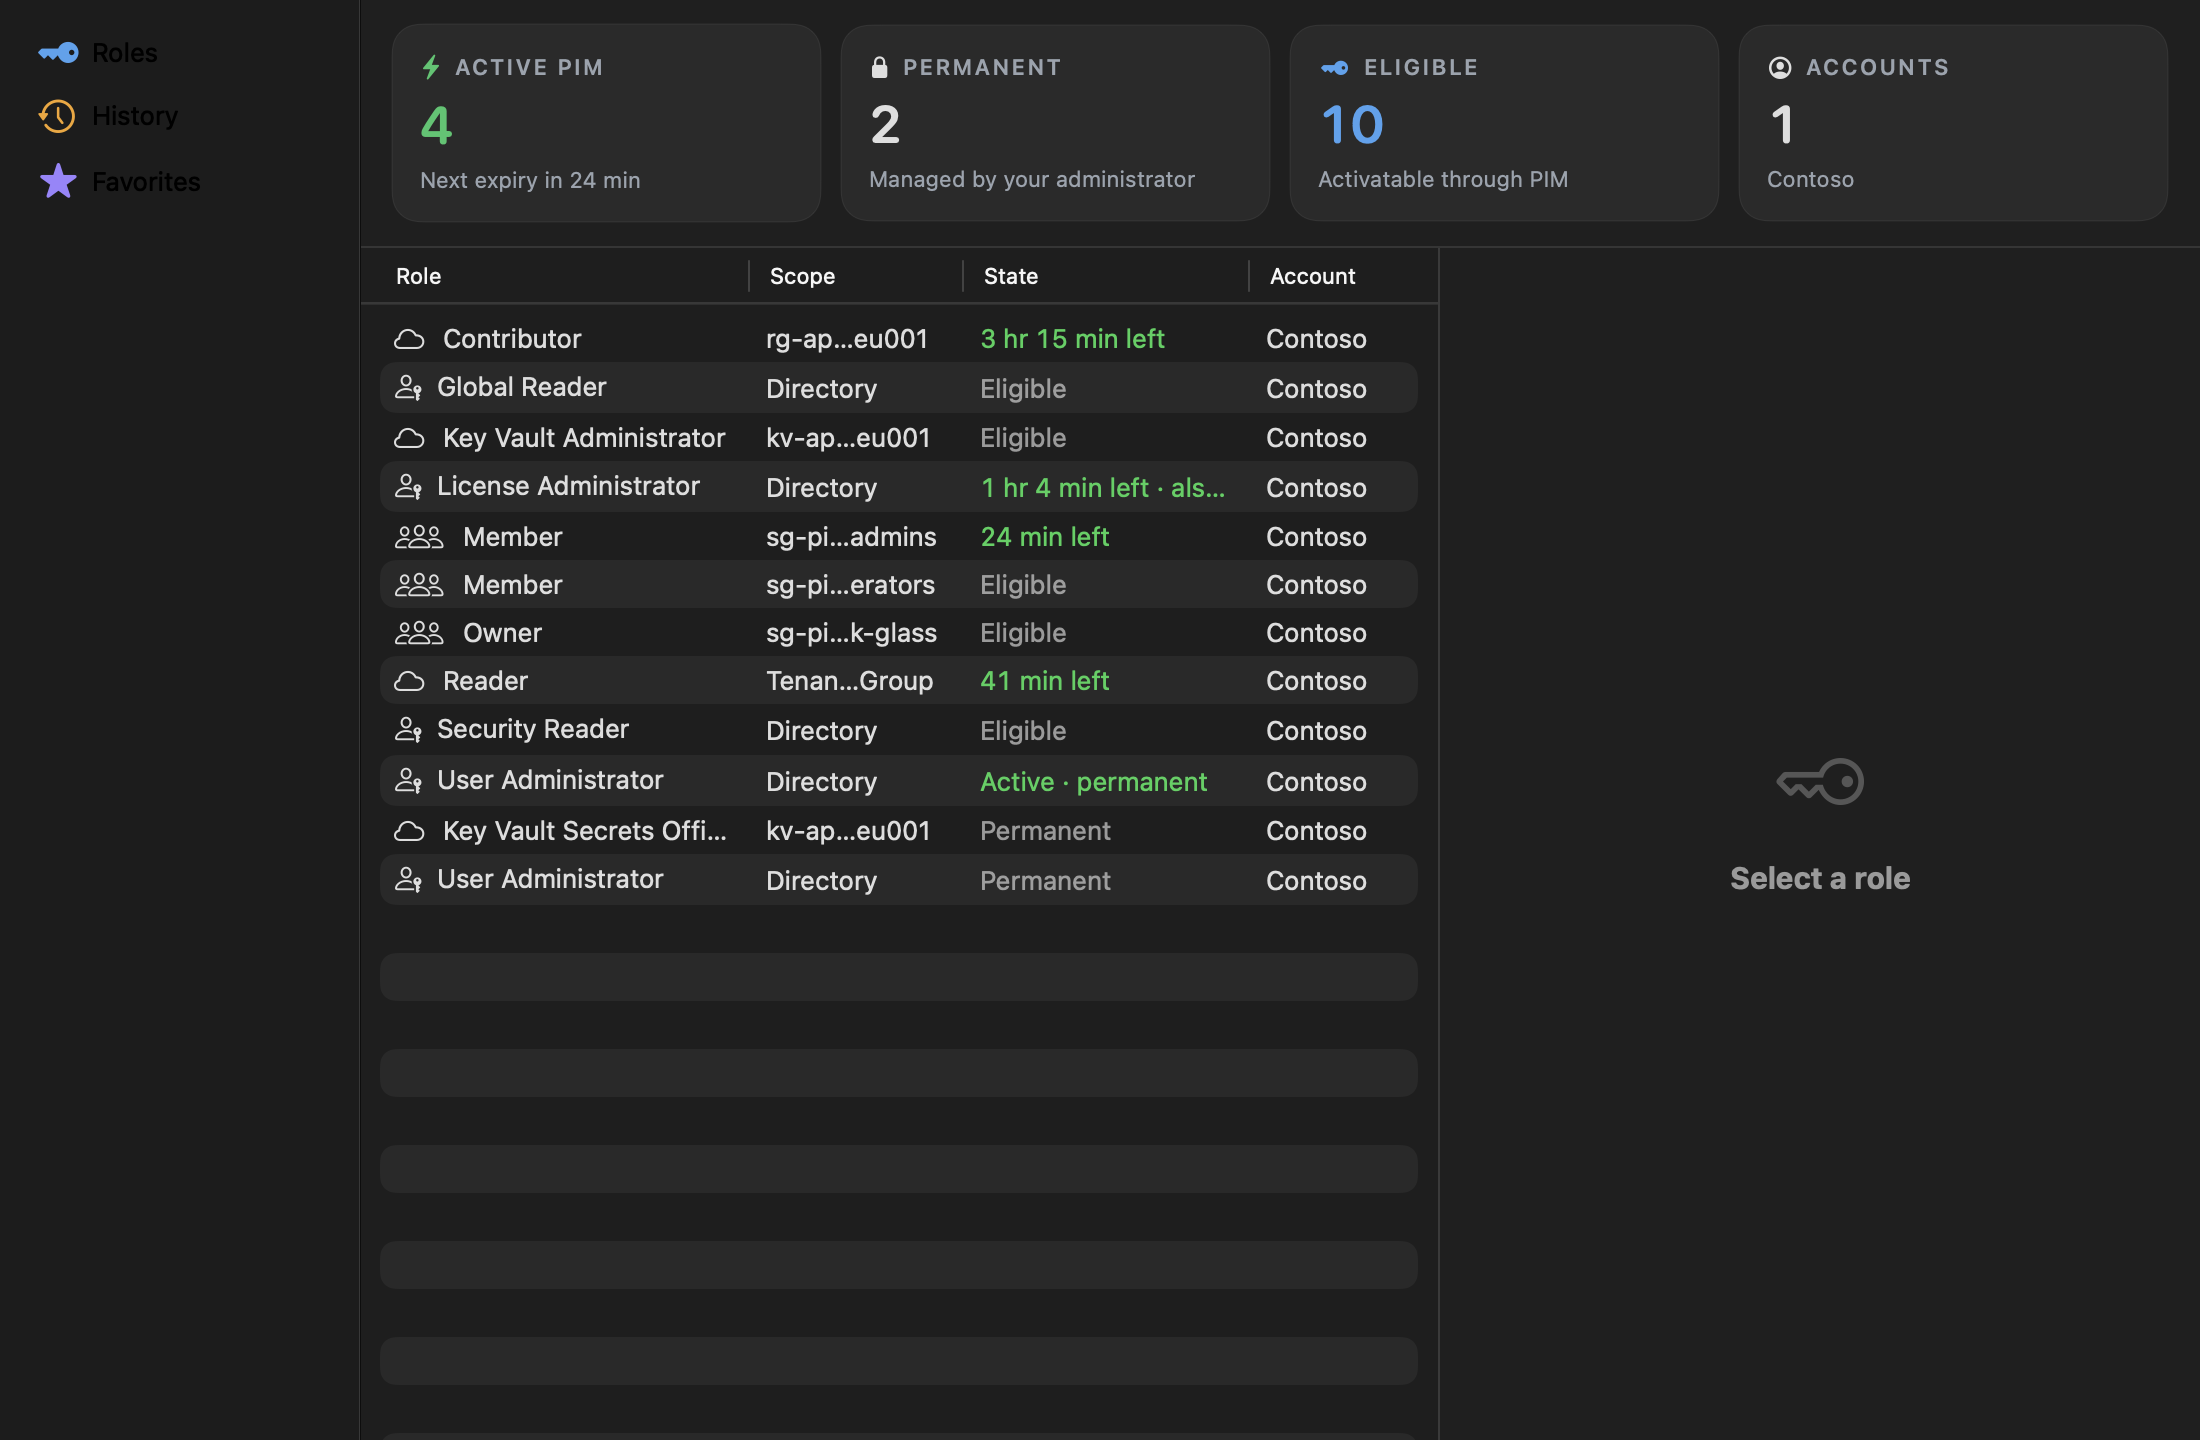 Roles
History
Favorites
ACTIVE PIM
4
Next expiry in 24 min
PERMANENT
2
Managed by your administrator
ELIGIBLE
10
Activatable through PIM
ACCOUNTS
1
Contoso
Role Scope State Account
Contributor rg-ap...eu001 3 hr 15 min left Contoso
Global Reader Directory Eligible Contoso
Key Vault Administrator kv-ap...eu001 Eligible Contoso
License Administrator Directory 1 hr 4 min left · als... Contoso
Member sg-pi...admins 24 min left Contoso
Member sg-pi...erators Eligible Contoso
Owner sg-pi...k-glass Eligible Contoso
Reader Tenan...Group 41 min left Contoso
Security Reader Directory Eligible Contoso
User Administrator Directory Active · permanent Contoso
Key Vault Secrets Offi... kv-ap...eu001 Permanent Contoso
User Administrator Directory Permanent Contoso
Select a role